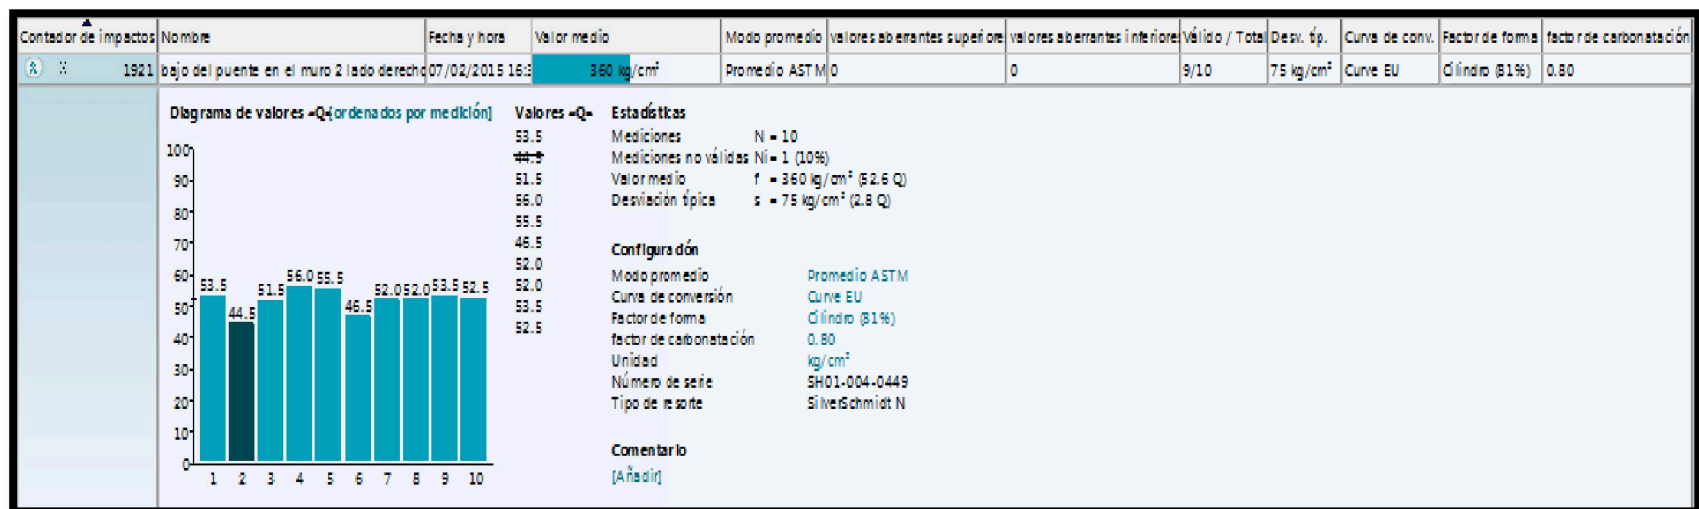 Contador de impactos Nombre Fecha y hora Valor medio Modo promedio valores aberrantes superiore valores aberrantes inferiore Válido / Total Desv. típ. Curva de conv. Factor de forma factor de carbonatación
1921 bajo del puente en el muro 2 lado derecho 07/02/2015 16:3 360 kg/cm² Promedio ASTM 0 0 9/10 75 kg/cm² Curve EU Cilindro (81%) 0.80
Diagrama de valores -Q- [ordenados por medición]
100
90
80
70
60
50
40
30
20
10
0
53.5 44.5 51.5 56.0 55.5 46.5 52.0 52.0 53.5 52.5
1 2 3 4 5 6 7 8 9 10
Valores -Q-
53.5
44.5
51.5
56.0
55.5
46.5
52.0
52.0
53.5
52.5
Estadísticas
Mediciones N = 10
Mediciones no válidas Ni = 1 (10%)
Valor medio f = 360 kg/cm² (52.6 Q)
Desviación típica s = 75 kg/cm² (2.8 Q)
Configuración
Modo promedio Promedio ASTM
Curva de conversión Curve EU
Factor de forma Cilindro (81%)
factor de carbonatación 0.80
Unidad kg/cm²
Número de serie SH01-004-0449
Tipo de resorte SilverSchmidt N
Comentario
[Añadir]